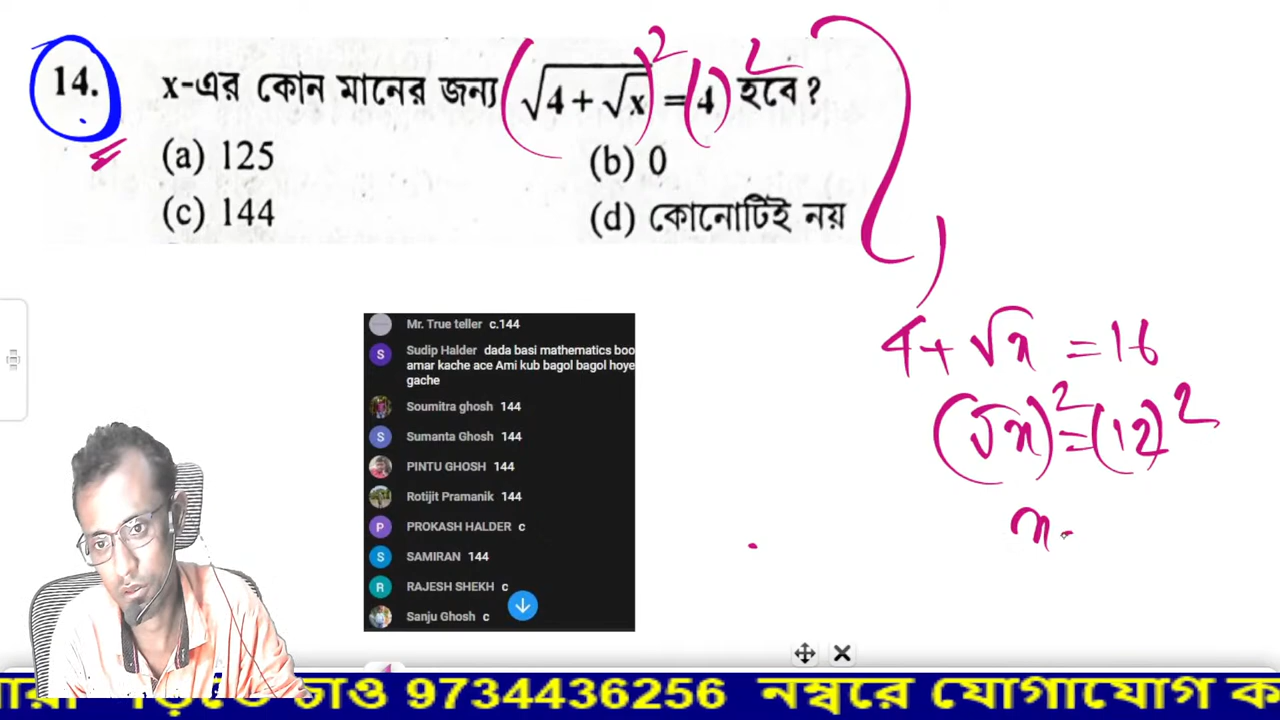 14. x-এর কোন মানের জন্য (√4 + √x)² = (4)² হবে?
(a) 125 (b) 0
(c) 144 (d) কোনোটিই নয়
4 + √x = 16
(√x)² = (12)²
x
Mr. True teller c.144
Sudip Halder dada basi mathematics boo
amar kache ace Ami kub bagol bagol hoye
gache
Soumitra ghosh 144
S Sumanta Ghosh 144
PINTU GHOSH 144
Rotijit Pramanik 144
P PROKASH HALDER c
S SAMIRAN 144
R RAJESH SHEKH c
Sanju Ghosh c
চাও 9734436256 নম্বরে যোগাযোগ ক